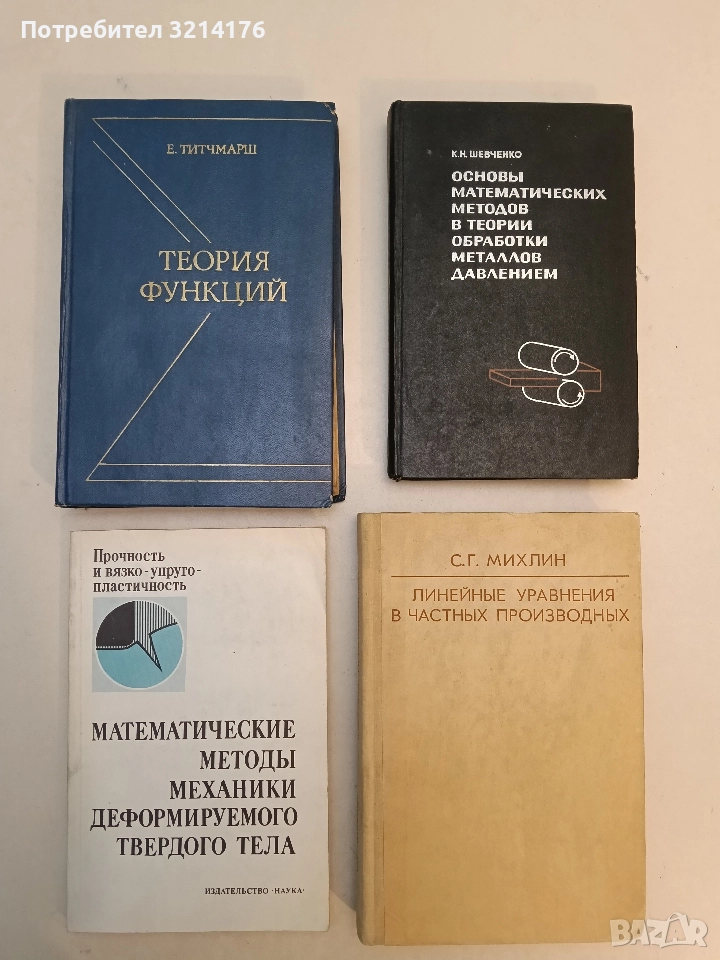 Потребител 3214176
Е. ТИТЧМАРШ
ТЕОРИЯ
ФУНКЦИЙ
К.Н. ШЕВЧЕНКО
ОСНОВЫ
МАТЕМАТИЧЕСКИХ
МЕТОДОВ
В ТЕОРИИ
ОБРАБОТКИ
МЕТАЛЛОВ
ДАВЛЕНИЕМ
Прочность
и вязко-упруго-
пластичность
МАТЕМАТИЧЕСКИЕ
МЕТОДЫ
МЕХАНИКИ
ДЕФОРМИРУЕМОГО
ТВЕРДОГО ТЕЛА
ИЗДАТЕЛЬСТВО «НАУКА»
С.Г. МИХЛИН
ЛИНЕЙНЫЕ УРАВНЕНИЯ
В ЧАСТНЫХ ПРОИЗВОДНЫХ
BAZAR